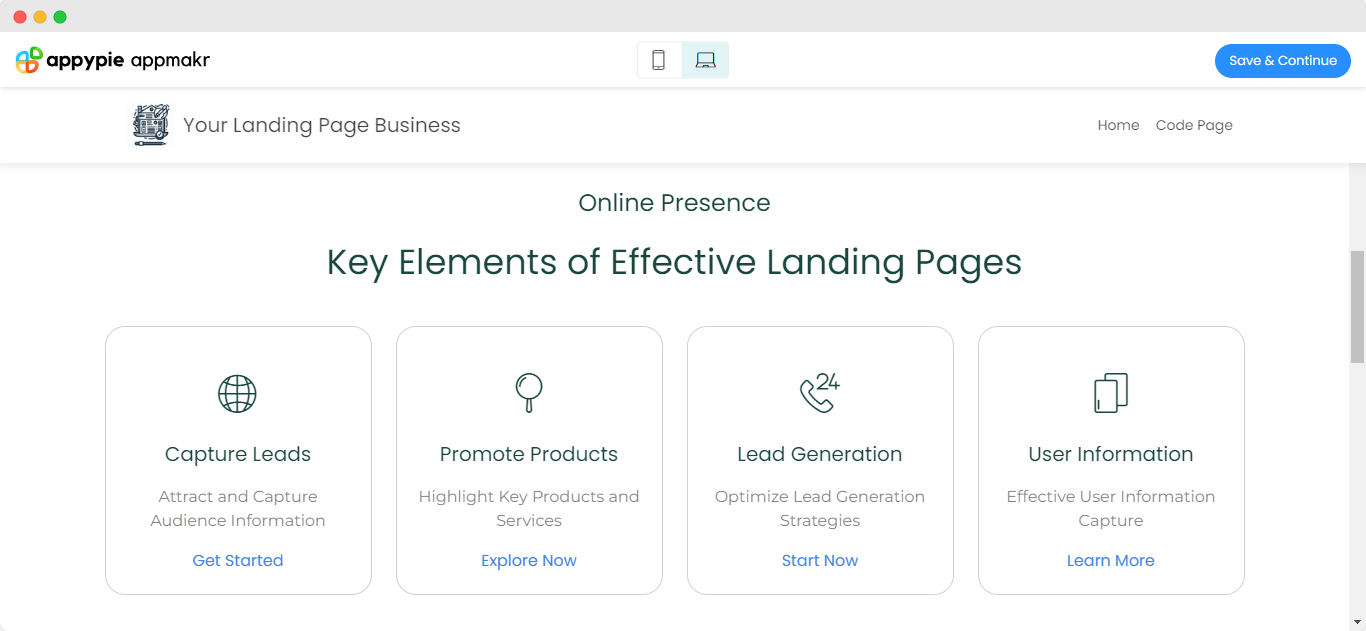 appypie appmakr
Save & Continue
Your Landing Page Business
Home
Code Page
Online Presence
Key Elements of Effective Landing Pages
24
Capture Leads
Attract and Capture
Audience Information
Get Started
Promote Products
Highlight Key Products and
Services
Explore Now
Lead Generation
Optimize Lead Generation
Strategies
Start Now
User Information
Effective User Information
Capture
Learn More